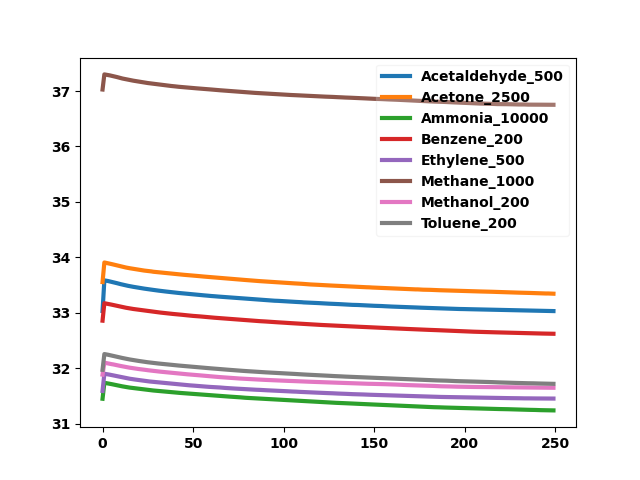 37
36
35
34
33
32
31
0 50 100 150 200 250
Acetaldehyde_500
Acetone_2500
Ammonia_10000
Benzene_200
Ethylene_500
Methane_1000
Methanol_200
Toluene_200